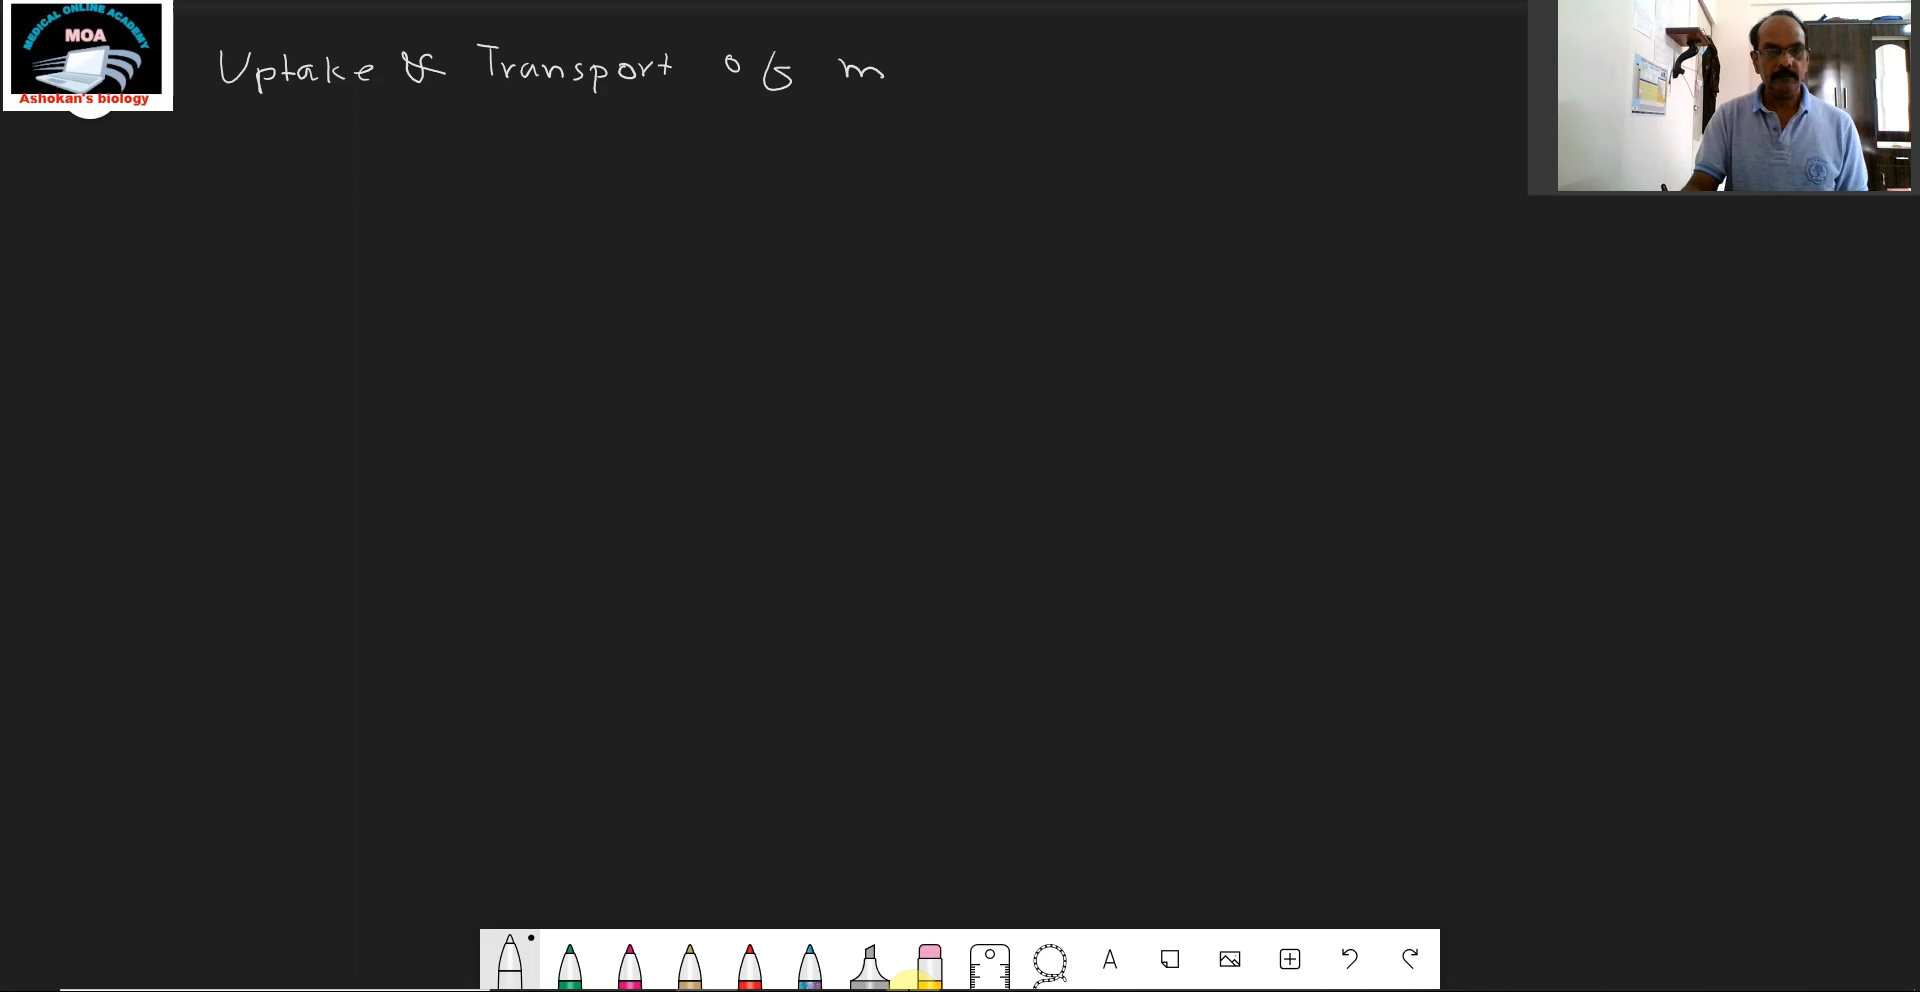 MEDICAL ONLINE ACADEMY
MOA
Ashokan's biology
Uptake & Transport of m
A